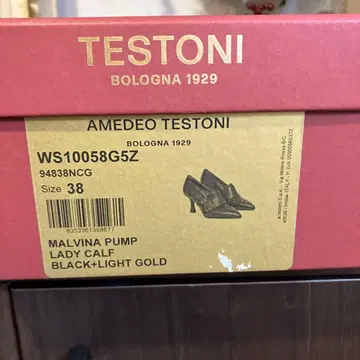 TESTONI
BOLOGNA 1929
AMEDEO TESTONI
BOLOGNA 1929
WS10058G5Z
94838NCG
Size 38
MALVINA PUMP
LADY CALF
BLACK+LIGHT GOLD